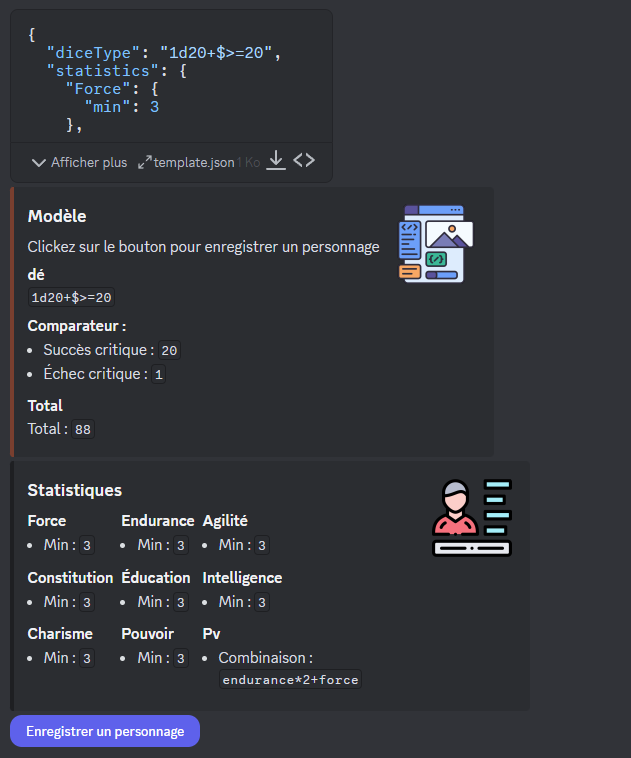 {
"diceType": "1d20+$>=20",
"statistics": {
"Force": {
"min": 3
},
Afficher plus template.json 1 Ko
Modèle
Clickez sur le bouton pour enregistrer un personnage
dé
1d20+$>=20
Comparateur :
• Succès critique : 20
• Échec critique : 1
Total
Total : 88
Statistiques
Force Endurance Agilité
• Min : 3 • Min : 3 • Min : 3
Constitution Éducation Intelligence
• Min : 3 • Min : 3 • Min : 3
Charisme Pouvoir Pv
• Min : 3 • Min : 3 • Combinaison :
endurance*2+force
Enregistrer un personnage